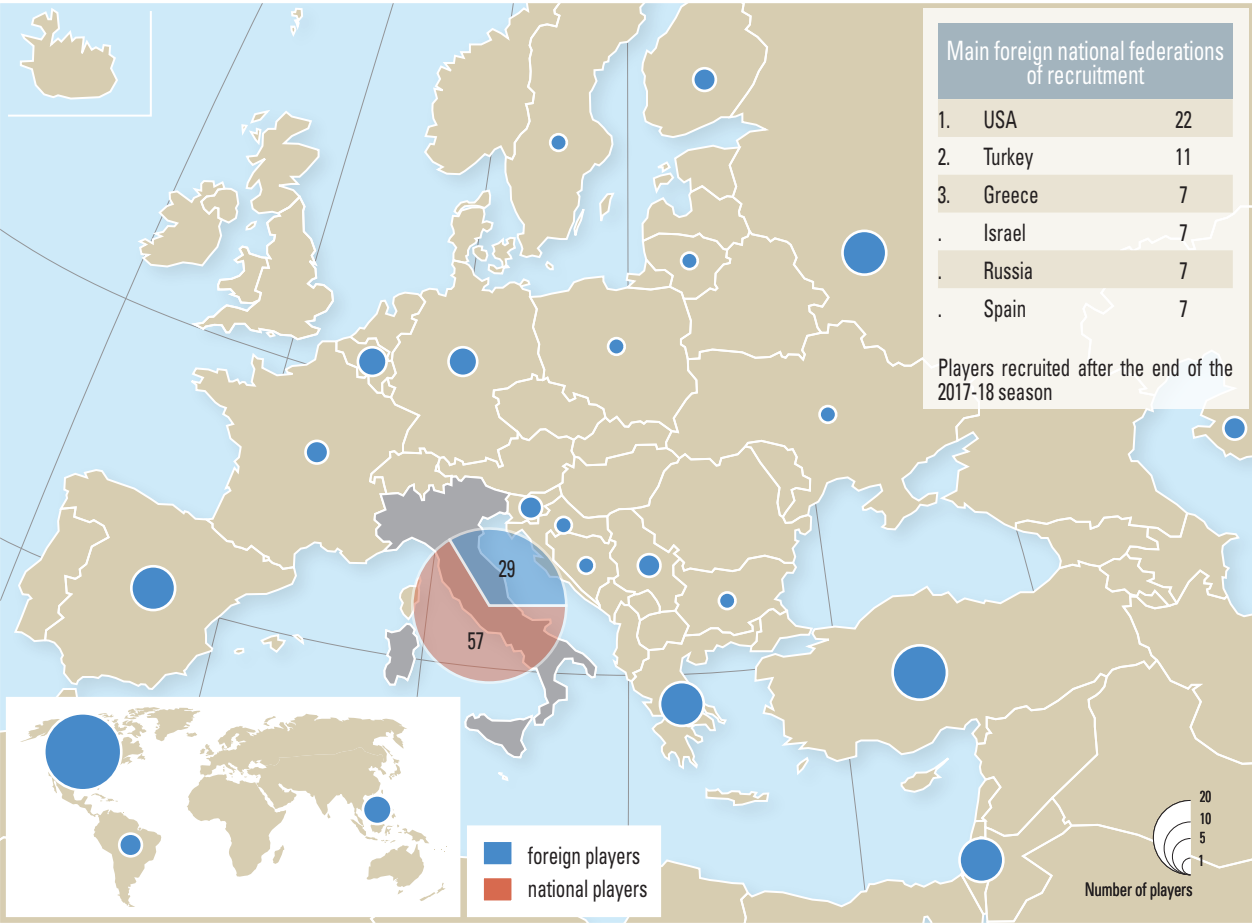 Main foreign national federations
of recruitment
1. USA 22
2. Turkey 11
3. Greece 7
. Israel 7
. Russia 7
. Spain 7
Players recruited after the end of the
2017-18 season
29
57
foreign players
national players
20
10
5
1
Number of players